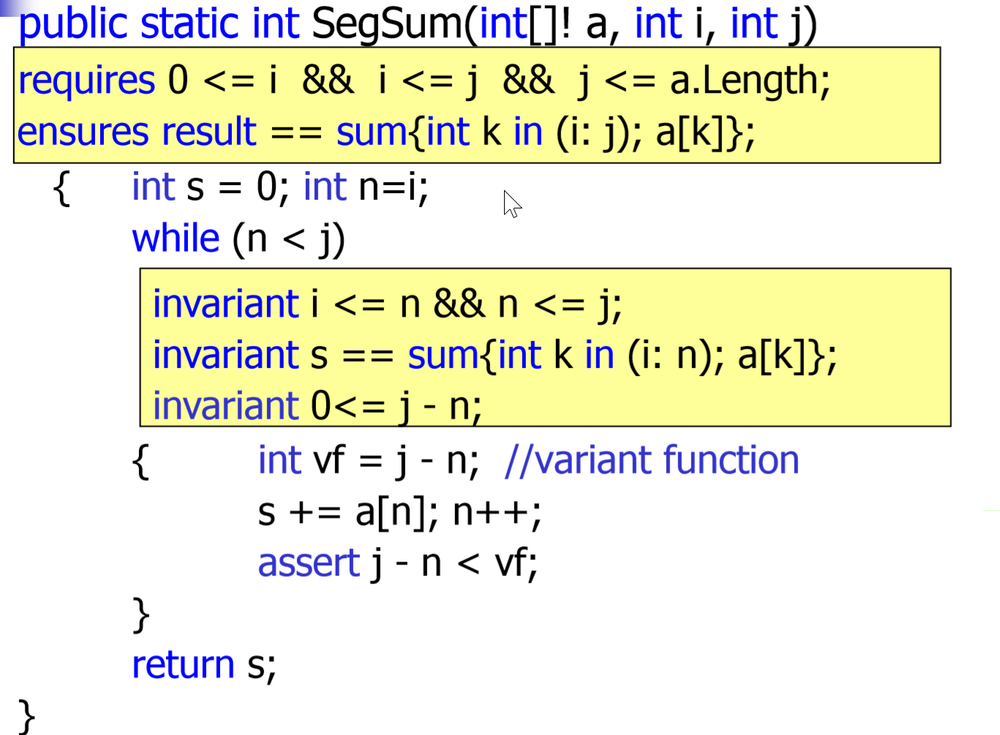 public static int SegSum(int[]! a, int i, int j)
requires 0 <= i && i <= j && j <= a.Length;
ensures result == sum{int k in (i: j); a[k]};
{ int s = 0; int n=i;
while (n < j)
invariant i <= n && n <= j;
invariant s == sum{int k in (i: n); a[k]};
invariant 0<= j - n;
{ int vf = j - n; //variant function
s += a[n]; n++;
assert j - n < vf;
}
return s;
}